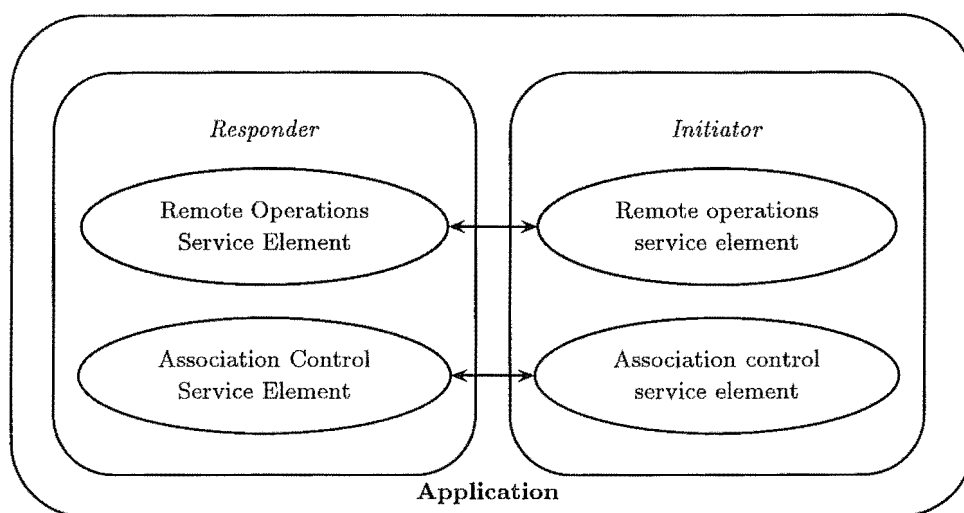 Responder
Remote Operations
Service Element
Association Control
Service Element
Initiator
Remote operations
service element
Association control
service element
Application